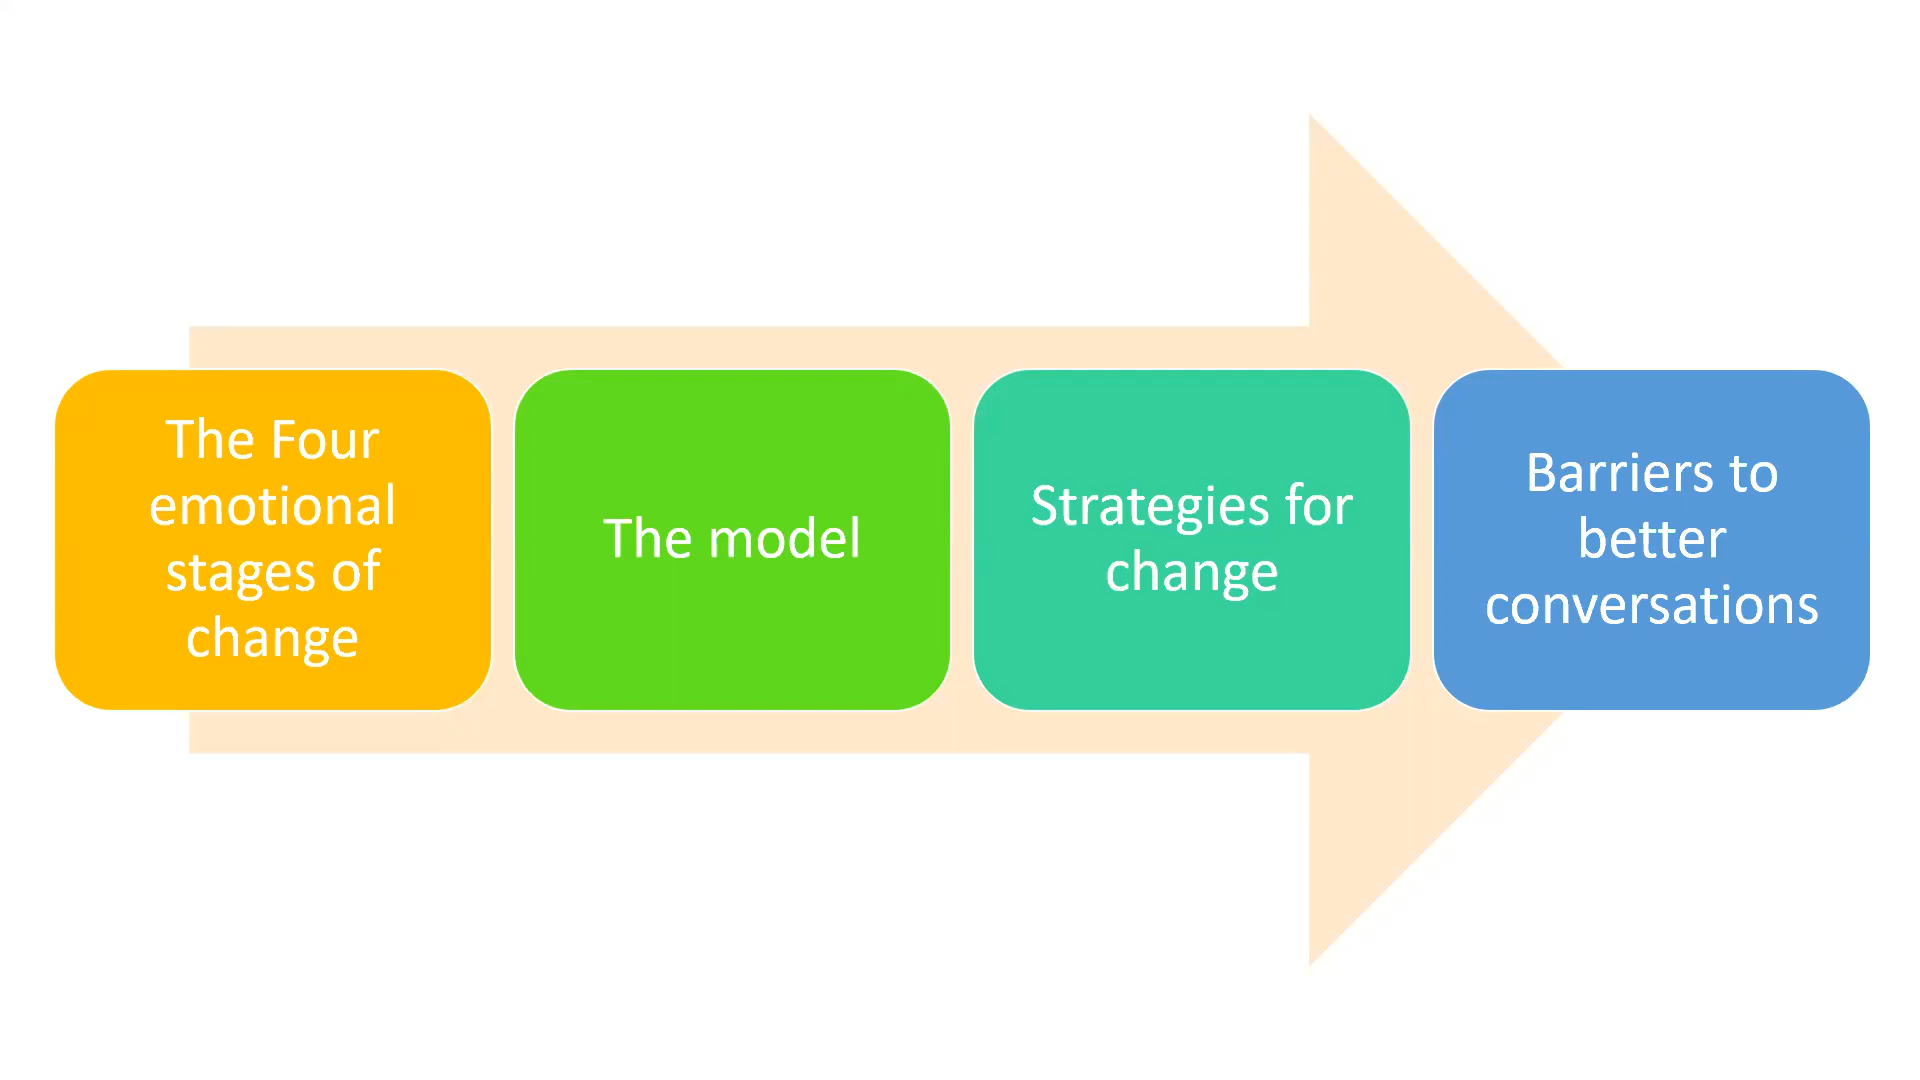 The Four
emotional
stages of
change
The model
Strategies for
change
Barriers to
better
conversations